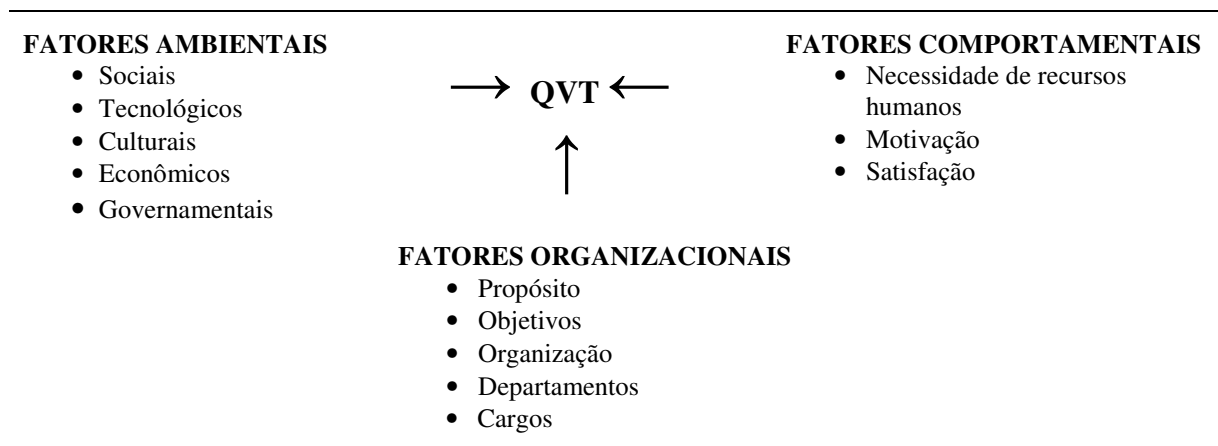 FATORES AMBIENTAIS
• Sociais
• Tecnológicos
• Culturais
• Econômicos
• Governamentais
→ QVT ←
↑
FATORES COMPORTAMENTAIS
• Necessidade de recursos
humanos
• Motivação
• Satisfação
FATORES ORGANIZACIONAIS
• Propósito
• Objetivos
• Organização
• Departamentos
• Cargos